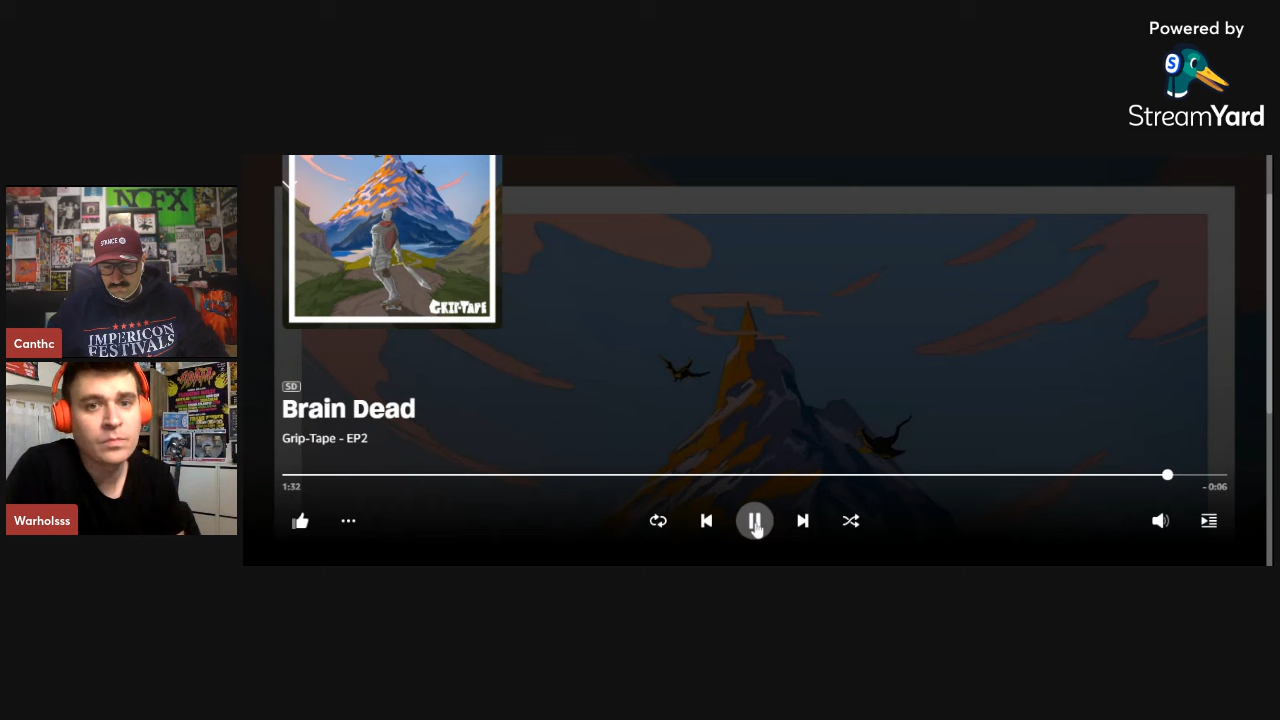 Powered by
S
StreamYard
NOFX
STANCE
IMPERICON
FESTIVALS
Canthc
Warholsss
GRIP-TAPE
SD
Brain Dead
Grip-Tape - EP2
1:32
- 0:06